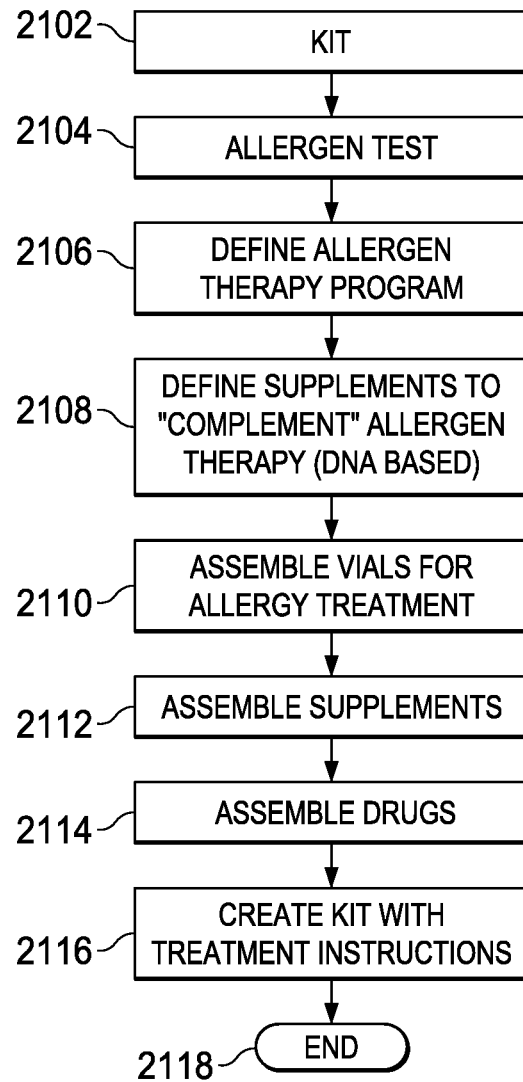 2102
KIT
2104
ALLERGEN TEST
2106
DEFINE ALLERGEN
THERAPY PROGRAM
2108
DEFINE SUPPLEMENTS TO
"COMPLEMENT" ALLERGEN
THERAPY (DNA BASED)
2110
ASSEMBLE VIALS FOR
ALLERGY TREATMENT
2112
ASSEMBLE SUPPLEMENTS
2114
ASSEMBLE DRUGS
2116
CREATE KIT WITH
TREATMENT INSTRUCTIONS
2118
END